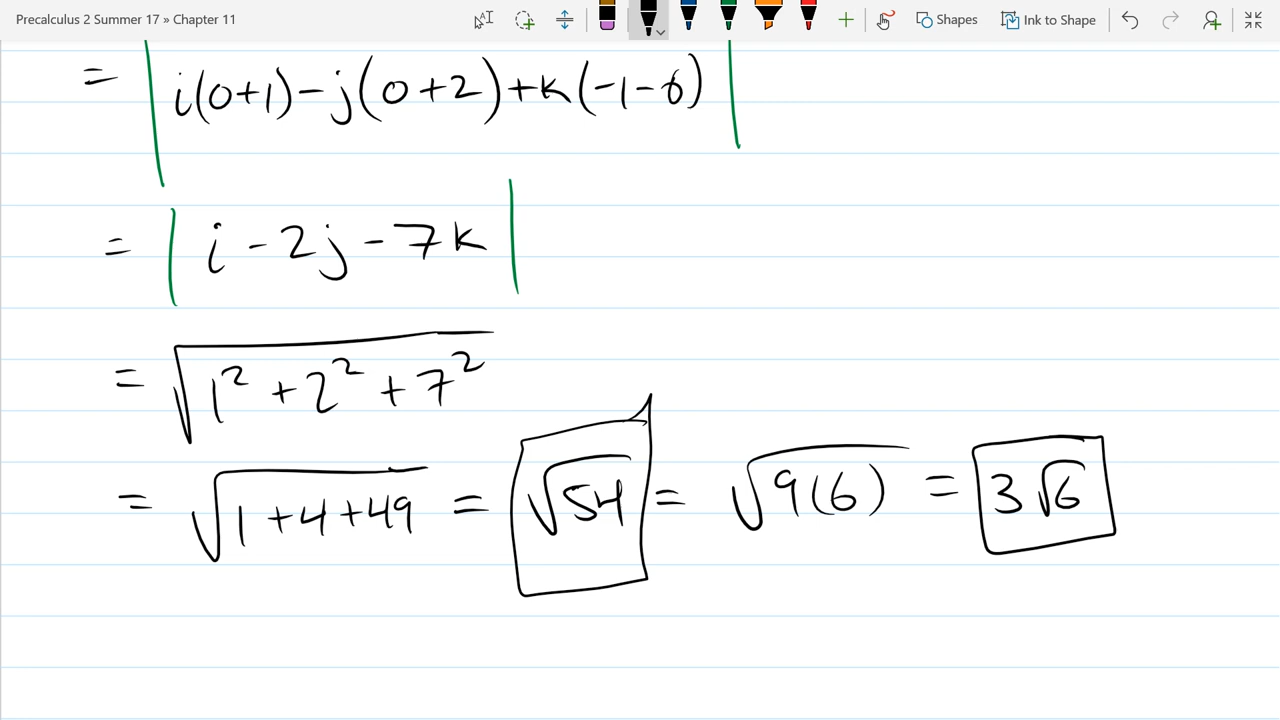 Precalculus 2 Summer 17 » Chapter 11
Shapes
Ink to Shape
= | i(0+1) - j(0+2) + k(-1-6) |
= | i - 2j - 7k |
= √(1² + 2² + 7²)
= √(1+4+49) = √54 = √(9(6)) = 3√6